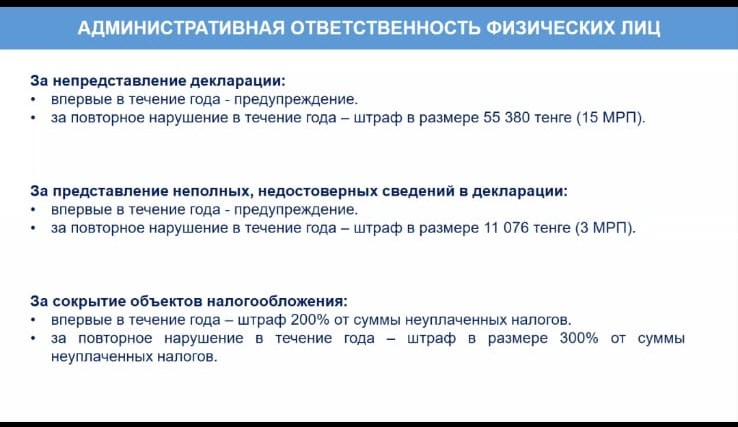 АДМИНИСТРАТИВНАЯ ОТВЕТСТВЕННОСТЬ ФИЗИЧЕСКИХ ЛИЦ
За непредставление декларации:
• впервые в течение года - предупреждение.
• за повторное нарушение в течение года – штраф в размере 55 380 тенге (15 МРП).
За представление неполных, недостоверных сведений в декларации:
• впервые в течение года - предупреждение.
• за повторное нарушение в течение года – штраф в размере 11 076 тенге (3 МРП).
За сокрытие объектов налогообложения:
• впервые в течение года – штраф 200% от суммы неуплаченных налогов.
• за повторное нарушение в течение года – штраф в размере 300% от суммы
неуплаченных налогов.